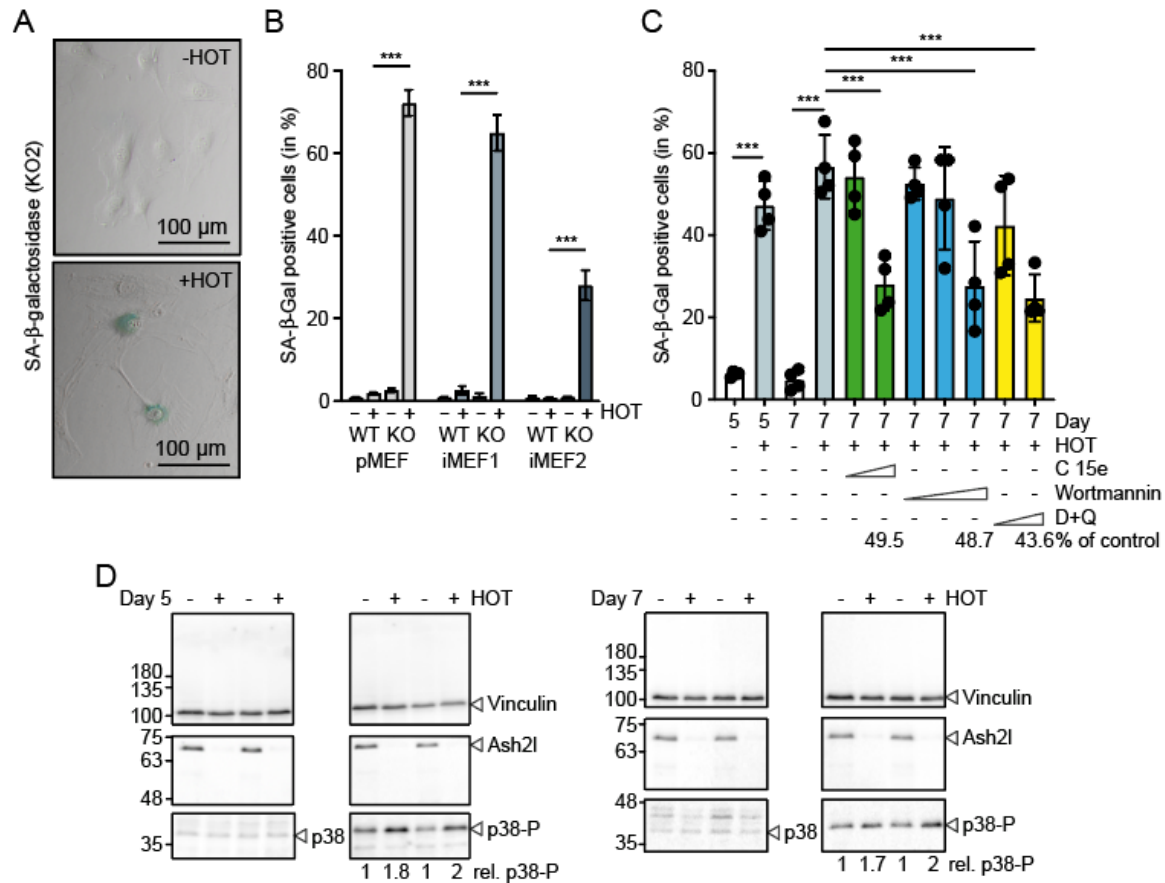 A
SA-β-galactosidase (KO2)
-HOT
100 µm
+HOT
100 µm
B
SA-β-Gal positive cells (in %)
80
60
40
20
0
*** *** ***
- + - + - + - + - + - + HOT
WT KO WT KO WT KO
pMEF iMEF1 iMEF2
C
SA-β-Gal positive cells (in %)
80
60
40
20
0
***
***
*** *** ***
5 5 7 7 7 7 7 7 7 7 7 Day
- + - + + + + + + + + HOT
- - - - - - - - - C 15e
- - - - - - - - Wortmannin
- - - - - - - - - D+Q
49.5 48.7 43.6 % of control
D
Day 5 - + - + - + - + HOT
180
135
100
Vinculin
75
63
48
Ash2l
35
p38
p38-P
1 1.8 1 2 rel. p38-P
Day 7 - + - + - + - + HOT
180
135
100
Vinculin
75
63
Ash2l
48
35
p38
p38-P
1 1.7 1 2 rel. p38-P